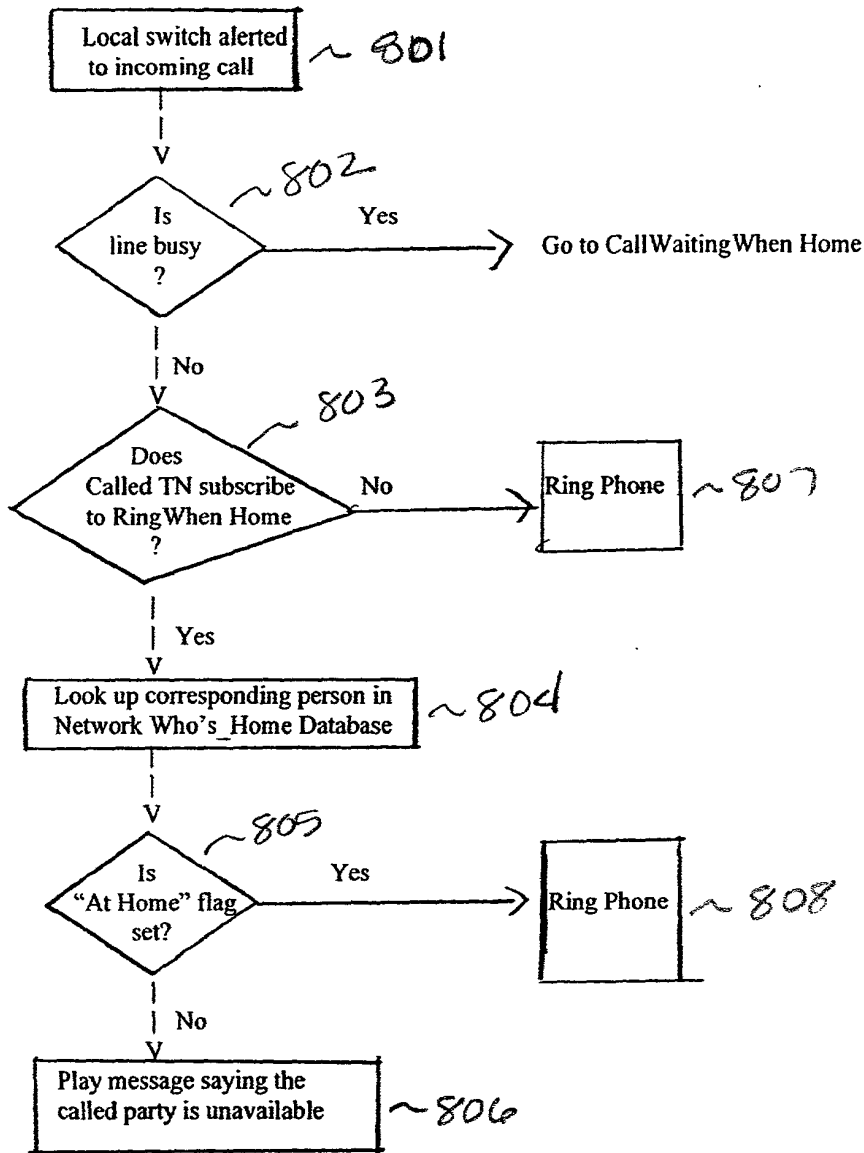 Local switch alerted
to incoming call
~ 801
V
~ 802
Is
line busy
?
Yes
Go to CallWaitingWhen Home
No
V
~ 803
Does
Called TN subscribe
to RingWhen Home
?
No
Ring Phone
~ 807
Yes
V
Look up corresponding person in
Network Who's_Home Database
~ 804
V
~ 805
Is
“At Home” flag
set?
Yes
Ring Phone
~ 808
No
V
Play message saying the
called party is unavailable
~ 806